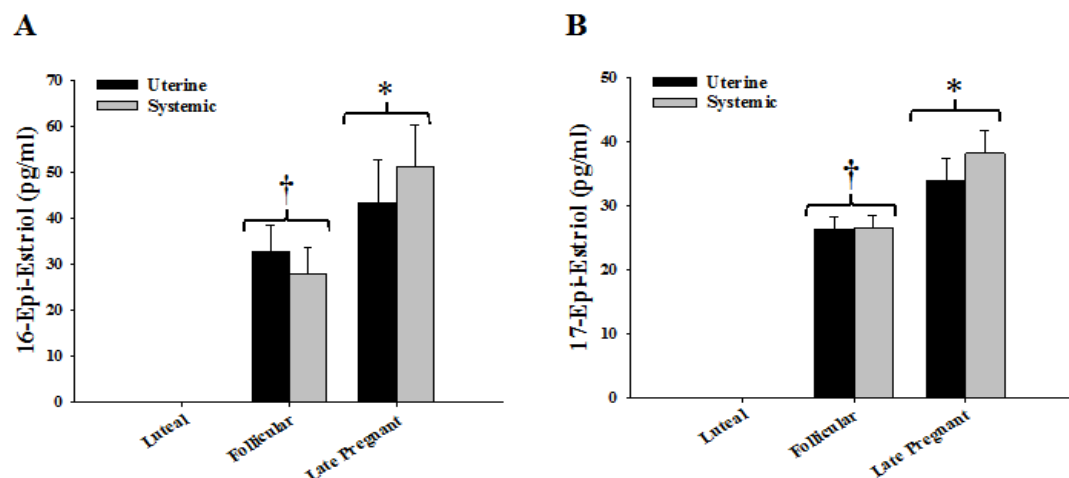 A
16-Epi-Estriol (pg/ml)
70
60
50
40
30
20
10
0
Uterine
Systemic
†
*
Luteal
Follicular
Late Pregnant
B
17-Epi-Estriol (pg/ml)
50
40
30
20
10
0
Uterine
Systemic
†
*
Luteal
Follicular
Late Pregnant